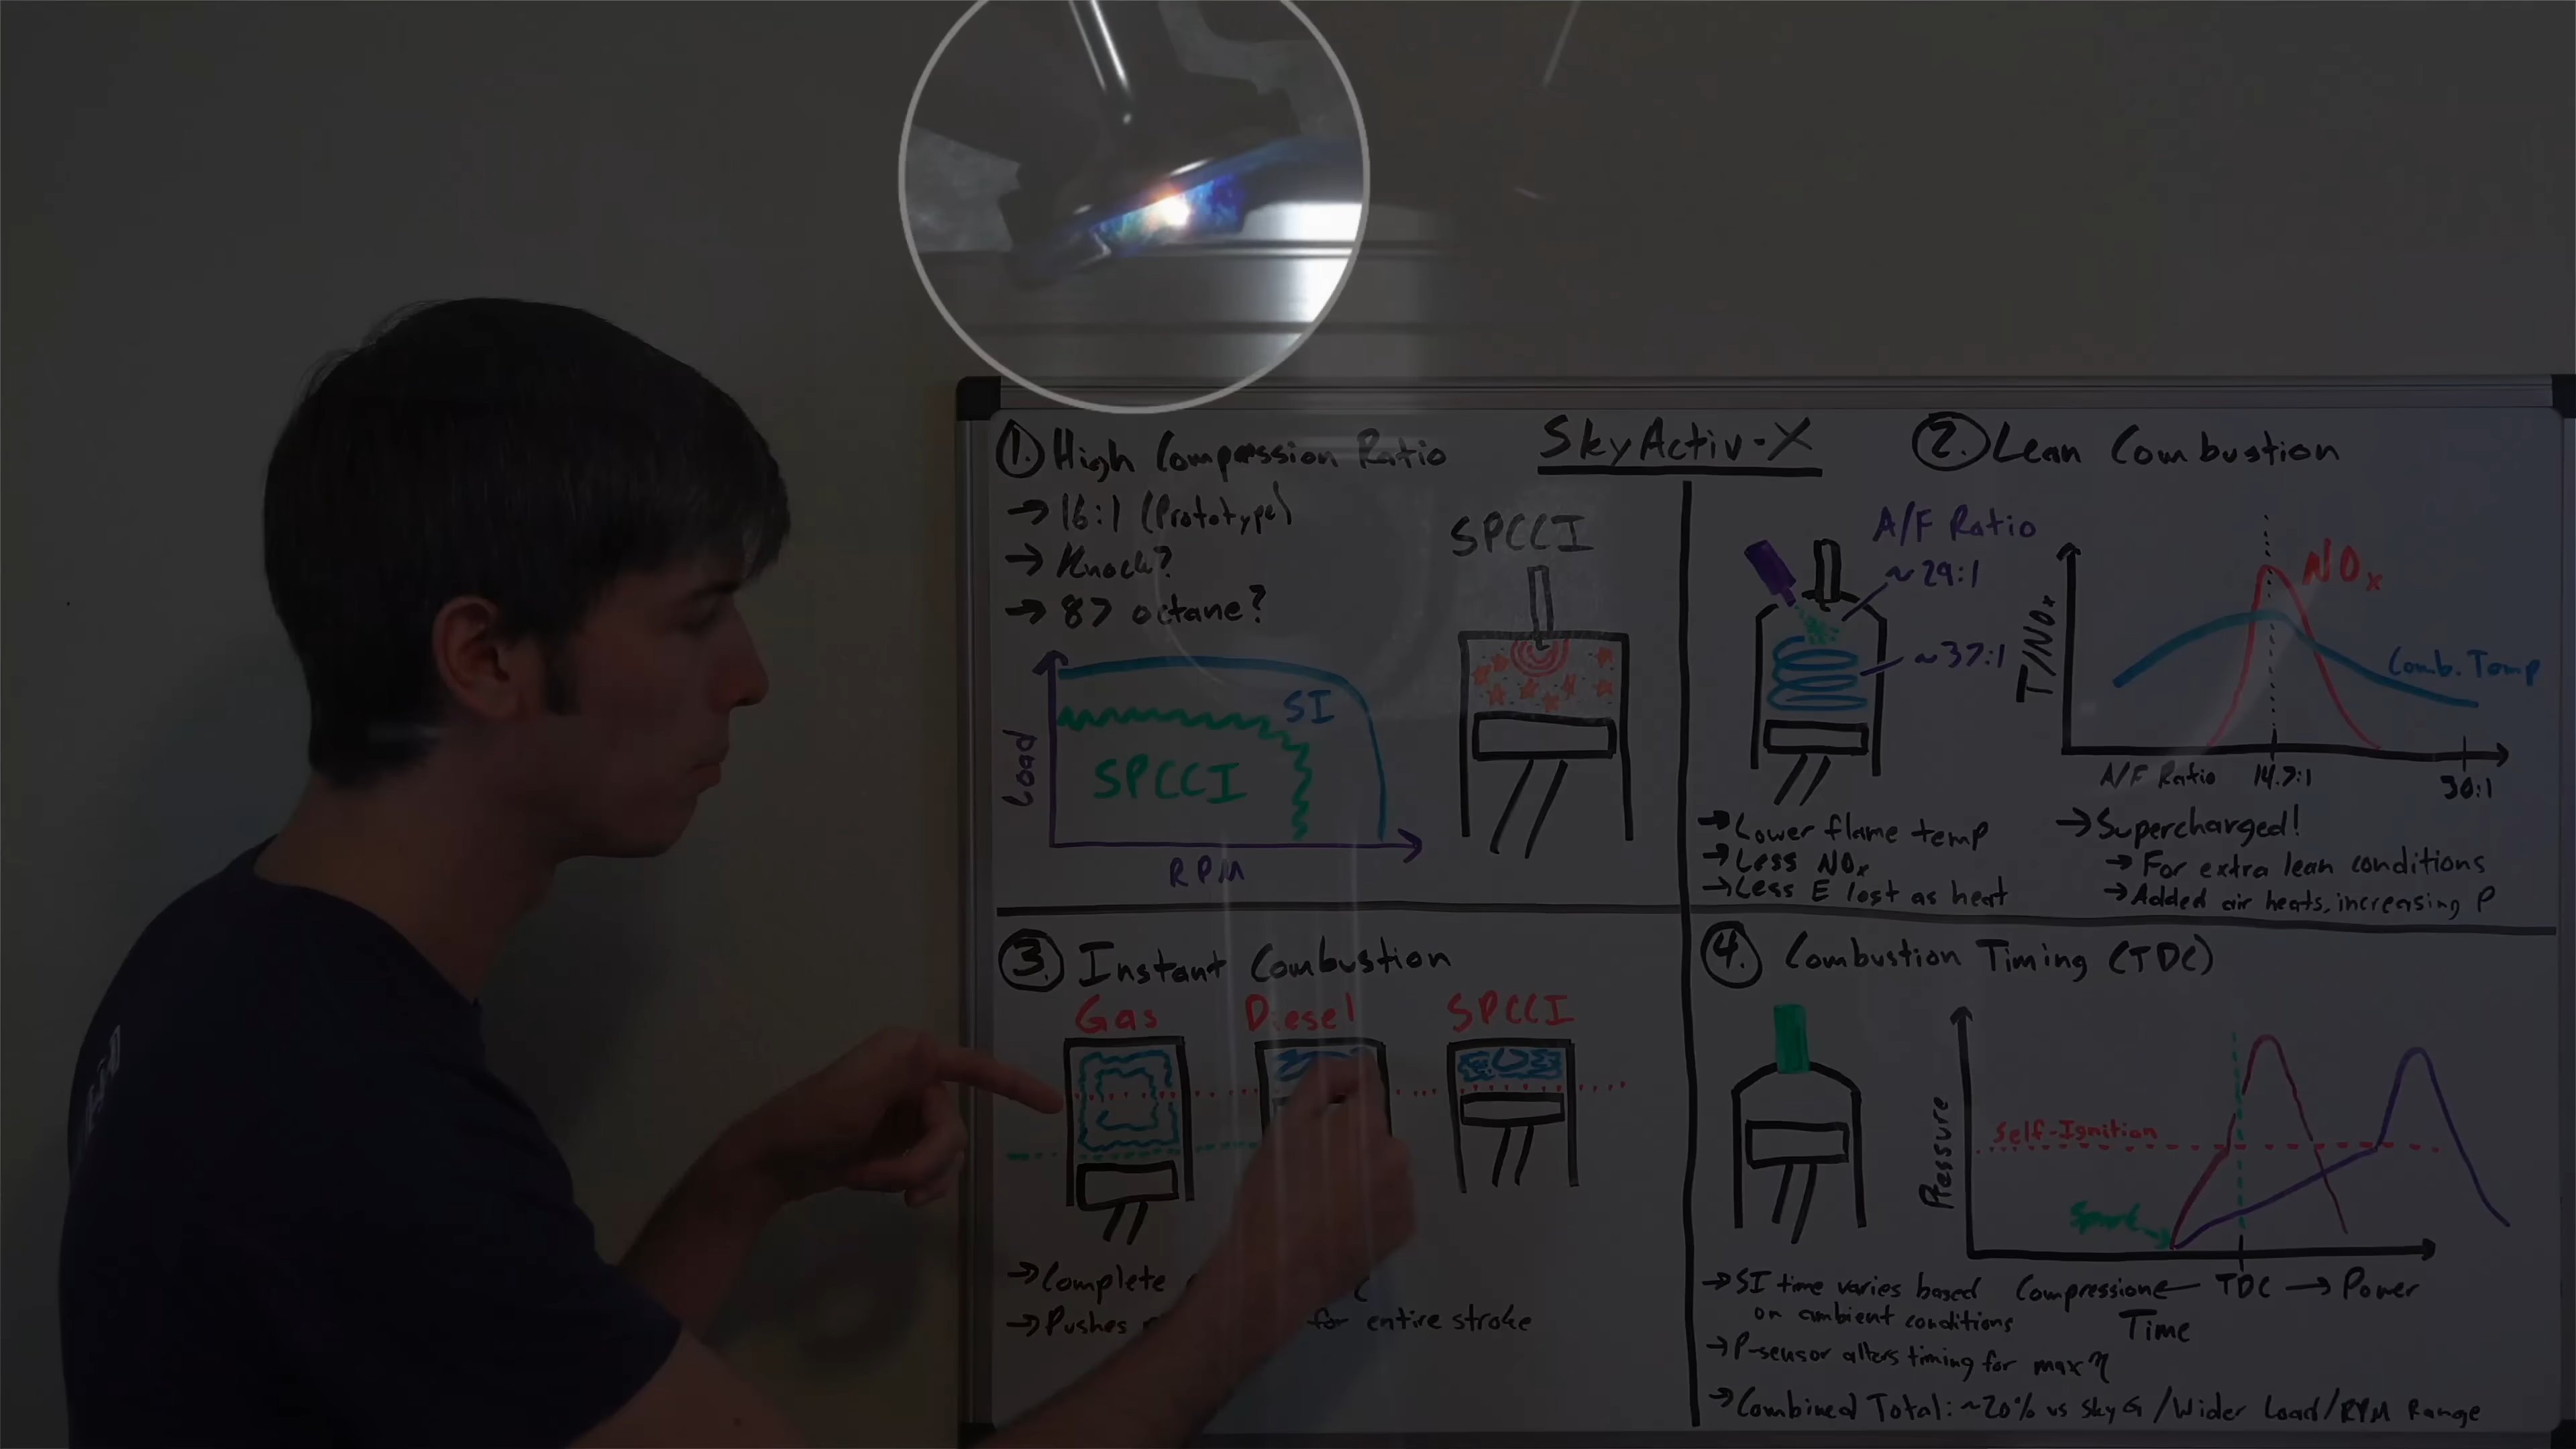 SkyActiv-X
1. High Compression Ratio
→ 16:1 (Prototype)
→ Knock?
→ 87 octane?
SPCCI
Load
SI
SPCCI
RPM
2. Lean Combustion
A/F Ratio
~29:1
~37:1
T/NOx
NOx
Comb. Temp
A/F Ratio 14.7:1 30:1
→ Lower flame temp
→ Less NOx
→ Less E lost as heat
→ Supercharged!
→ For extra lean conditions
→ Added air heats, increasing P
3. Instant Combustion
Gas Diesel SPCCI
→ Complete
→ Pushes for entire stroke
4. Combustion Timing (TDC)
Pressure
Self-Ignition
Spark
Compression ← TDC → Power
Time
→ SI time varies based
on ambient conditions
→ P-sensor alters timing for max η
→ Combined Total: ~20% vs Sky G / Wider Load/RPM Range